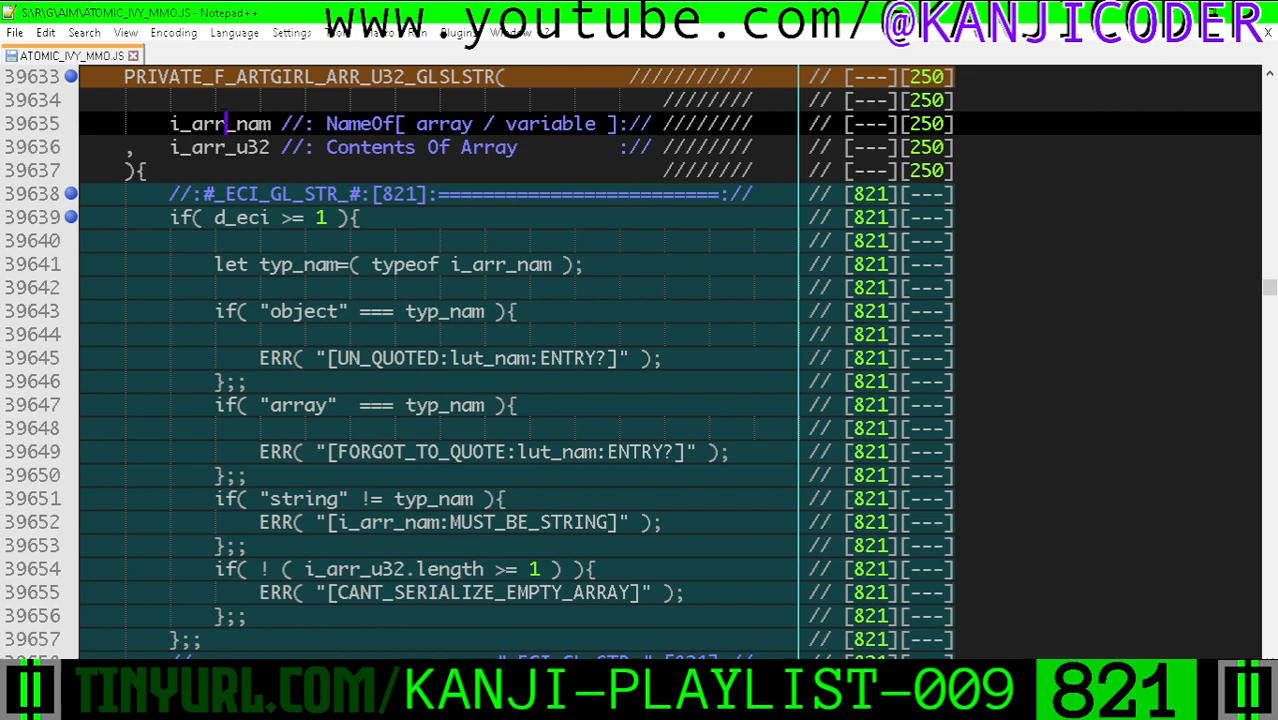 S:\R\G\AIM\ATOMIC_IVY_MMO.JS - Notepad++
www youtube.com/@KANJICODER
File Edit Search View Encoding Language Settings Macro Run Plugins
ATOMIC_IVY_MMO.JS
39633 PRIVATE_F_ARTGIRL_ARR_U32_GLSLSTR( /////////// // [---][250]
39634 //////// // [---][250]
39635 i_arr_nam //: NameOf[ array / variable ]:// //////// // [---][250]
39636 , i_arr_u32 //: Contents Of Array :// //////// // [---][250]
39637 ){ //////// // [---][250]
39638 //:#_ECI_GL_STR_#:[821]:=========================:// // [821][---]
39639 if( d_eci >= 1 ){ // [821][---]
39640 // [821][---]
39641 let typ_nam=( typeof i_arr_nam ); // [821][---]
39642 // [821][---]
39643 if( "object" === typ_nam ){ // [821][---]
39644 // [821][---]
39645 ERR( "[UN_QUOTED:lut_nam:ENTRY?]" ); // [821][---]
39646 };; // [821][---]
39647 if( "array"  === typ_nam ){ // [821][---]
39648 // [821][---]
39649 ERR( "[FORGOT_TO_QUOTE:lut_nam:ENTRY?]" ); // [821][---]
39650 };; // [821][---]
39651 if( "string" != typ_nam ){ // [821][---]
39652 ERR( "[i_arr_nam:MUST_BE_STRING]" ); // [821][---]
39653 };; // [821][---]
39654 if( ! ( i_arr_u32.length >= 1 ) ){ // [821][---]
39655 ERR( "[CANT_SERIALIZE_EMPTY_ARRAY]" ); // [821][---]
39656 };; // [821][---]
39657 };; // [821][---]
TINYURL.COM/KANJI-PLAYLIST-009 821